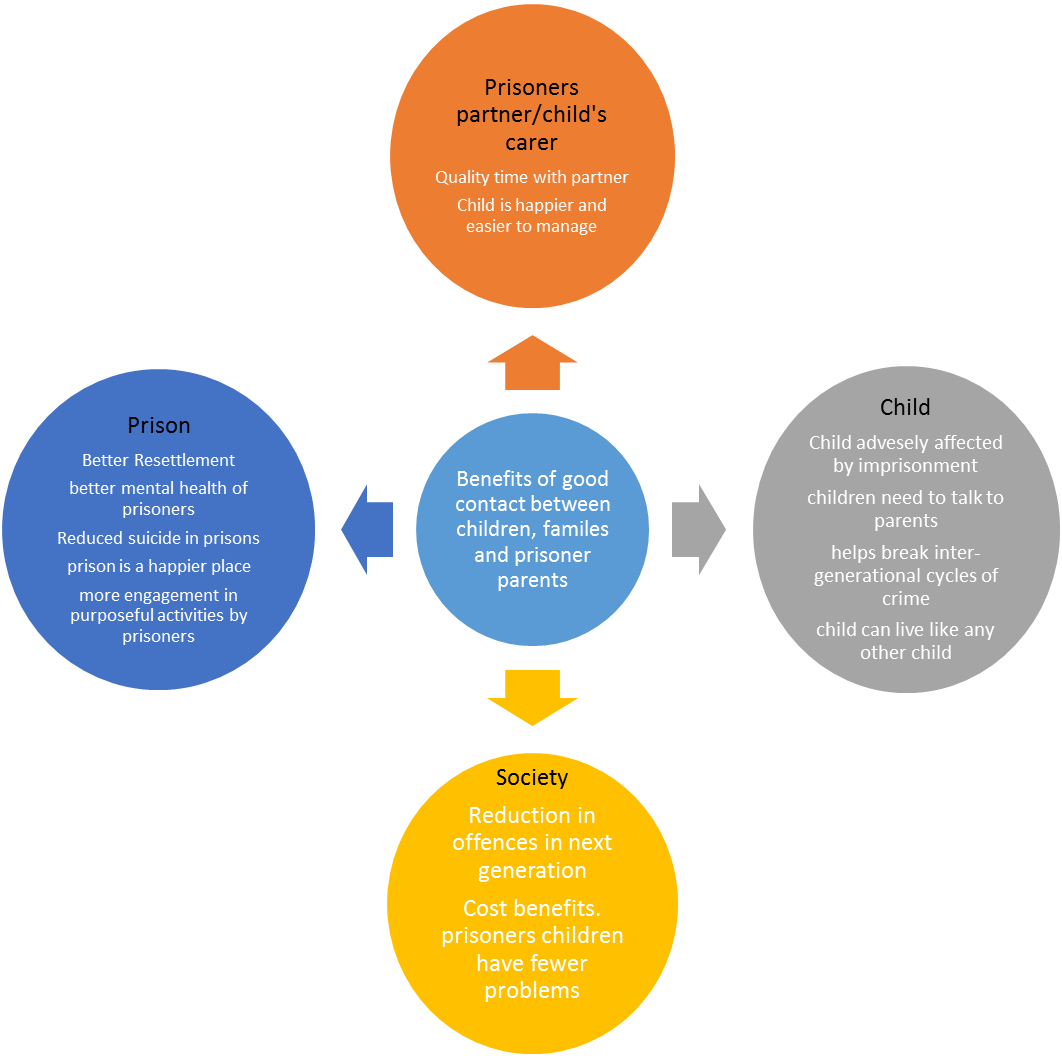 Prisoners
partner/child's
carer
Quality time with partner
Child is happier and
easier to manage
Prison
Better Resettlement
better mental health of
prisoners
Reduced suicide in prisons
prison is a happier place
more engagement in
purposeful activities by
prisoners
Benefits of good
contact between
children, familes
and prisoner
parents
Child
Child advesely affected
by imprisonment
children need to talk to
parents
helps break inter-
generational cycles of
crime
child can live like any
other child
Society
Reduction in
offences in next
generation
Cost benefits.
prisoners children
have fewer
problems